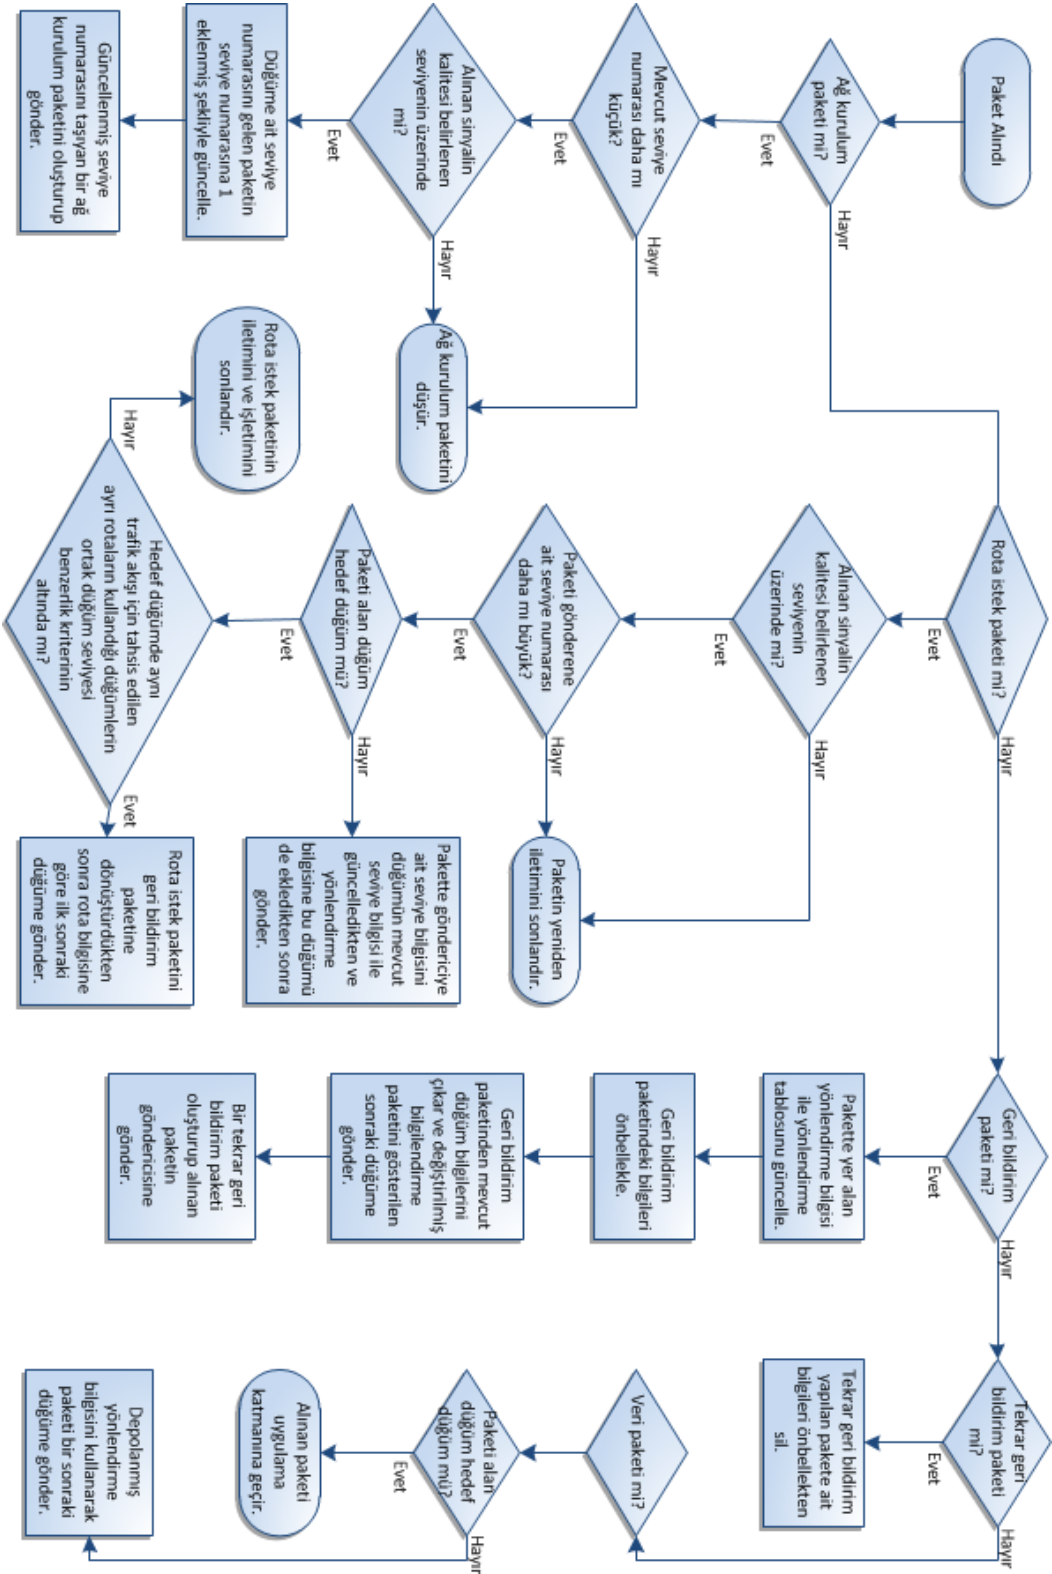 Paket Alındı
Ağ kurulum
paketi mi?
Hayır
Evet
Mevcut seviye
numarası daha mı
küçük?
Hayır
Evet
Alınan sinyalin
kalitesi belirlenen
seviyenin üzerinde
mi?
Hayır
Evet
Ağ kurulum paketini
düşür.
Düğüme ait seviye
numarasını gelen paketin
seviye numarasına 1
eklenmiş şekliyle güncelle.
Güncellenmiş seviye
numarasını taşıyan bir ağ
kurulum paketini oluşturup
gönder.
Rota istek paketi mi?
Hayır
Evet
Alınan sinyalin
kalitesi belirlenen
seviyenin
üzerinde mi?
Hayır
Evet
Paketi gönderene
ait seviye numarası
daha mı büyük?
Hayır
Evet
Paketin yeniden
iletimini sonlandır.
Paketi alan düğüm
hedef düğüm mü?
Hayır
Evet
Pakette göndericiye
ait seviye bilgisini
düğümün mevcut
seviye bilgisi ile
güncelledikten ve
yönlendirme
bilgisine bu düğümü
de ekledikten sonra
gönder.
Hedef düğümde aynı
trafik akışı için tahsis edilen
ayrı rotaların kullandığı düğümlerin
ortak düğüm seviyesi
benzerlik kriterinin
altında mı?
Hayır
Evet
Rota istek paketinin
iletimini ve işletimini
sonlandır.
Rota istek paketini
geri bildirim
paketine
dönüştürdükten
sonra rota bilgisine
göre ilk sonraki
düğüme gönder.
Geri bildirim
paketi mi?
Hayır
Evet
Pakette yer alan
yönlendirme bilgisi
ile yönlendirme
tablosunu güncelle.
Geri bildirim
paketindeki bilgileri
önbellekle.
Geri bildirim
paketinden mevcut
düğüm bilgilerini
çıkar ve değiştirilmiş
bilgilendirme
paketini gösterilen
sonraki düğüme
gönder.
Bir tekrar geri
bildirim paketi
oluşturup alınan
paketin
göndericisine
gönder.
Tekrar geri
bildirim paketi
mi?
Hayır
Evet
Tekrar geri bildirim
yapılan pakete ait
bilgileri önbellekten
sil.
Veri paketi mi?
Paketi alan
düğüm hedef
düğüm mü?
Hayır
Evet
Alınan paketi
uygulama
katmanına geçir.
Depolanmış
yönlendirme
bilgisini kullanarak
paketi bir sonraki
düğüme gönder.